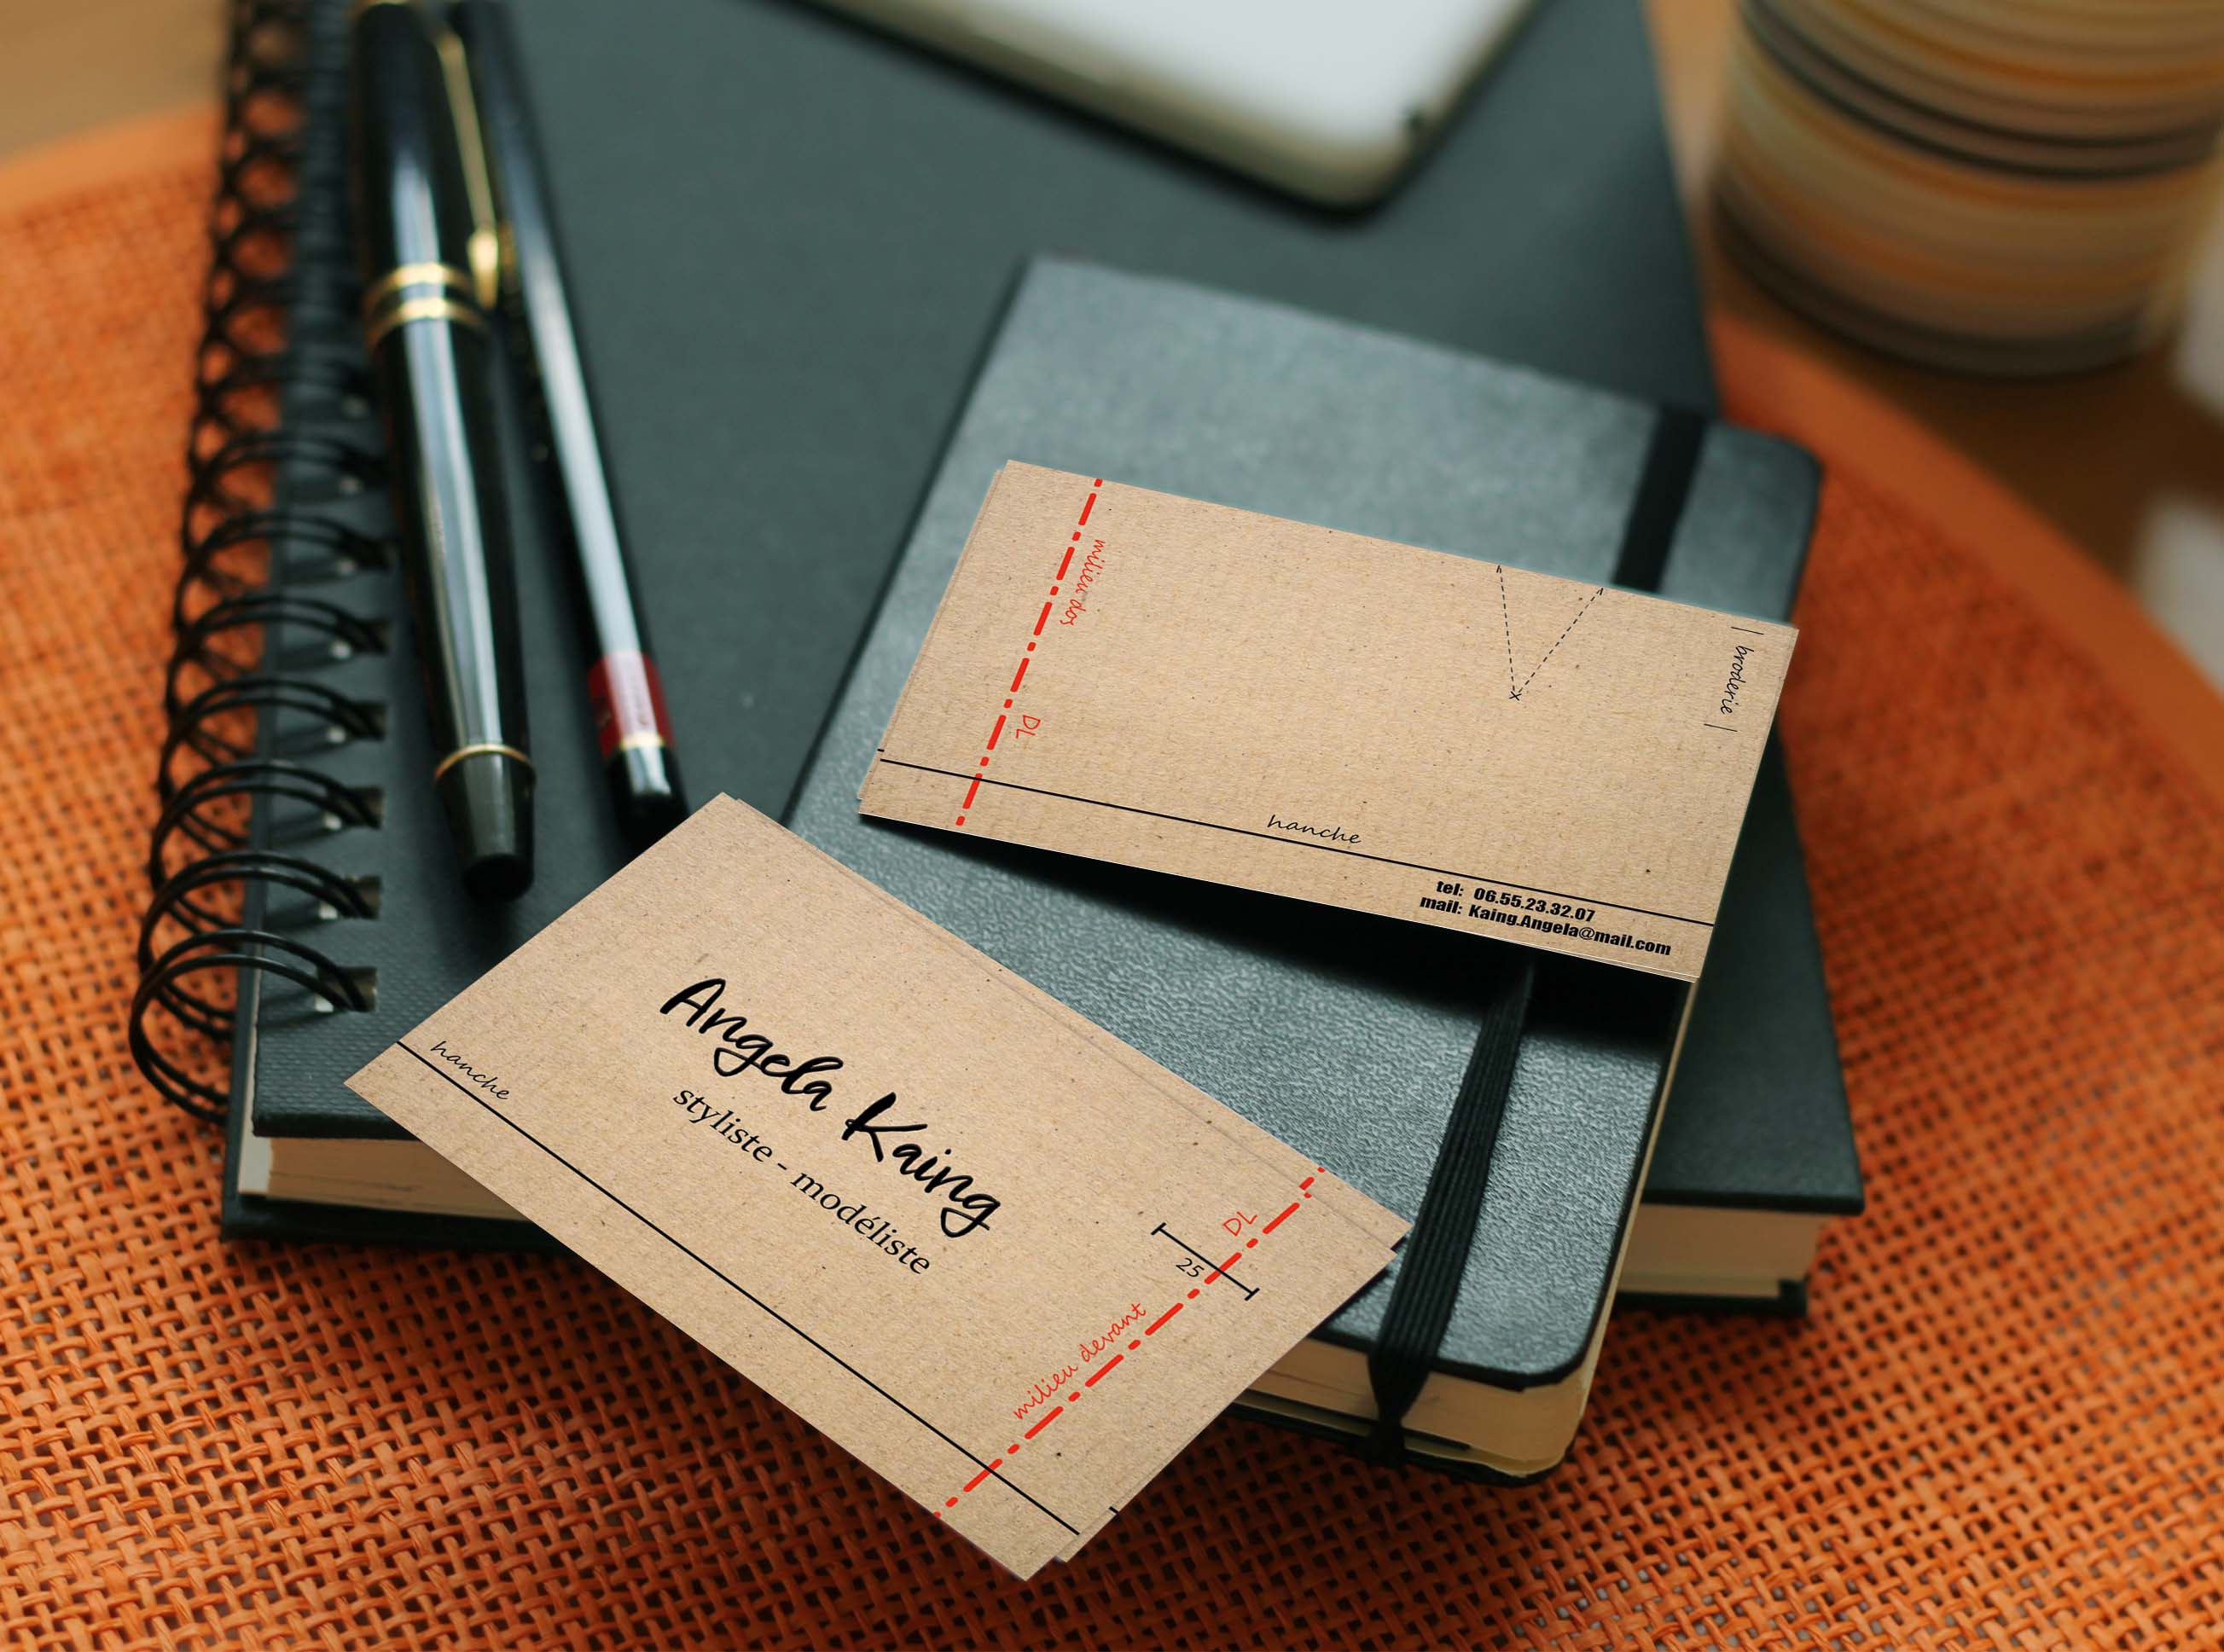 milieu dos
DL
| broderie |
hanche
tel: 06.55.23.32.07
mail: Kaing.Angela@mail.com
Angela Kaing
styliste - modéliste
hanche
DL
25
milieu devant